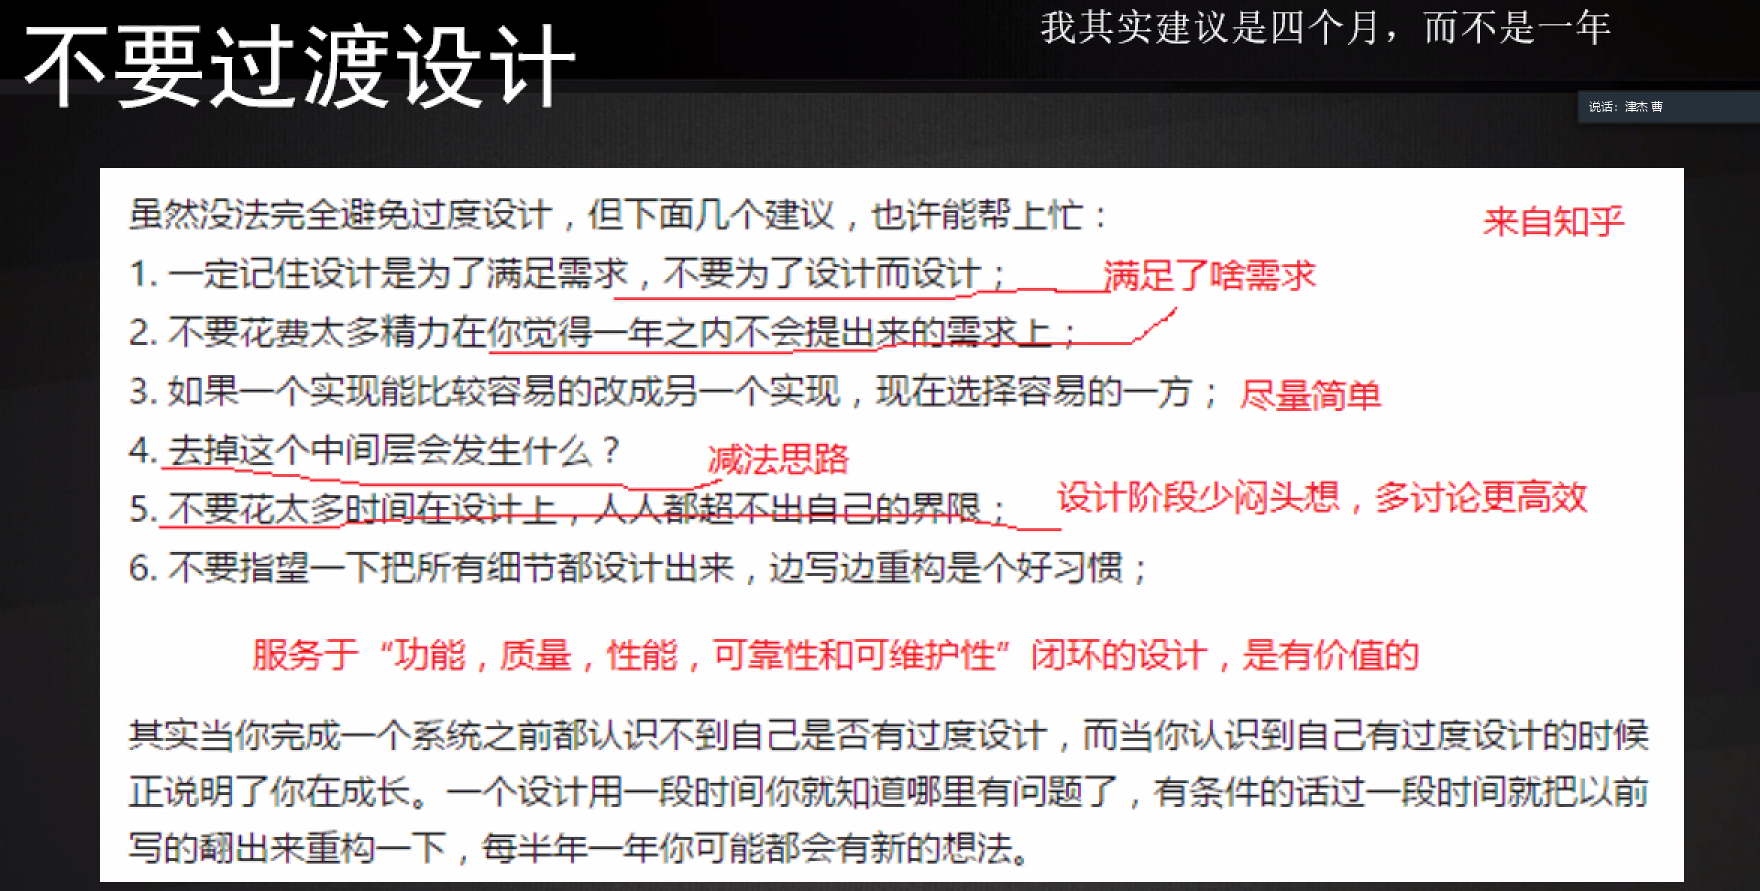 不要过渡设计
我其实建议是四个月，而不是一年
说话：津杰 曹
虽然没法完全避免过度设计，但下面几个建议，也许能帮上忙：
来自知乎
1. 一定记住设计是为了满足需求，不要为了设计而设计；
满足了啥需求
2. 不要花费太多精力在你觉得一年之内不会提出来的需求上；
3. 如果一个实现能比较容易的改成另一个实现，现在选择容易的一方；
尽量简单
4. 去掉这个中间层会发生什么？
减法思路
5. 不要花太多时间在设计上，人人都超不出自己的界限；
设计阶段少闷头想，多讨论更高效
6. 不要指望一下把所有细节都设计出来，边写边重构是个好习惯；
服务于“功能，质量，性能，可靠性和可维护性”闭环的设计，是有价值的
其实当你完成一个系统之前都认识不到自己是否有过度设计，而当你认识到自己有过度设计的时候
正说明了你在成长。一个设计用一段时间你就知道哪里有问题了，有条件的话过一段时间就把以前
写的翻出来重构一下，每半年一年你可能都会有新的想法。